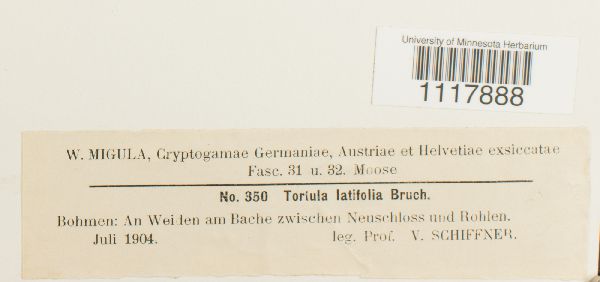 University of Minnesota Herbarium
1117888
W. MIGULA, Cryptogamae Germaniae, Austriae et Helvetiae exsiccatae
Fasc. 31 u. 32. Moose
No. 350 Tortula latifolia Bruch.
Böhmen: An Weiden am Bache zwischen Neuschloss und Rohlen.
Juli 1904. leg. Prof. V. SCHIFFNER.